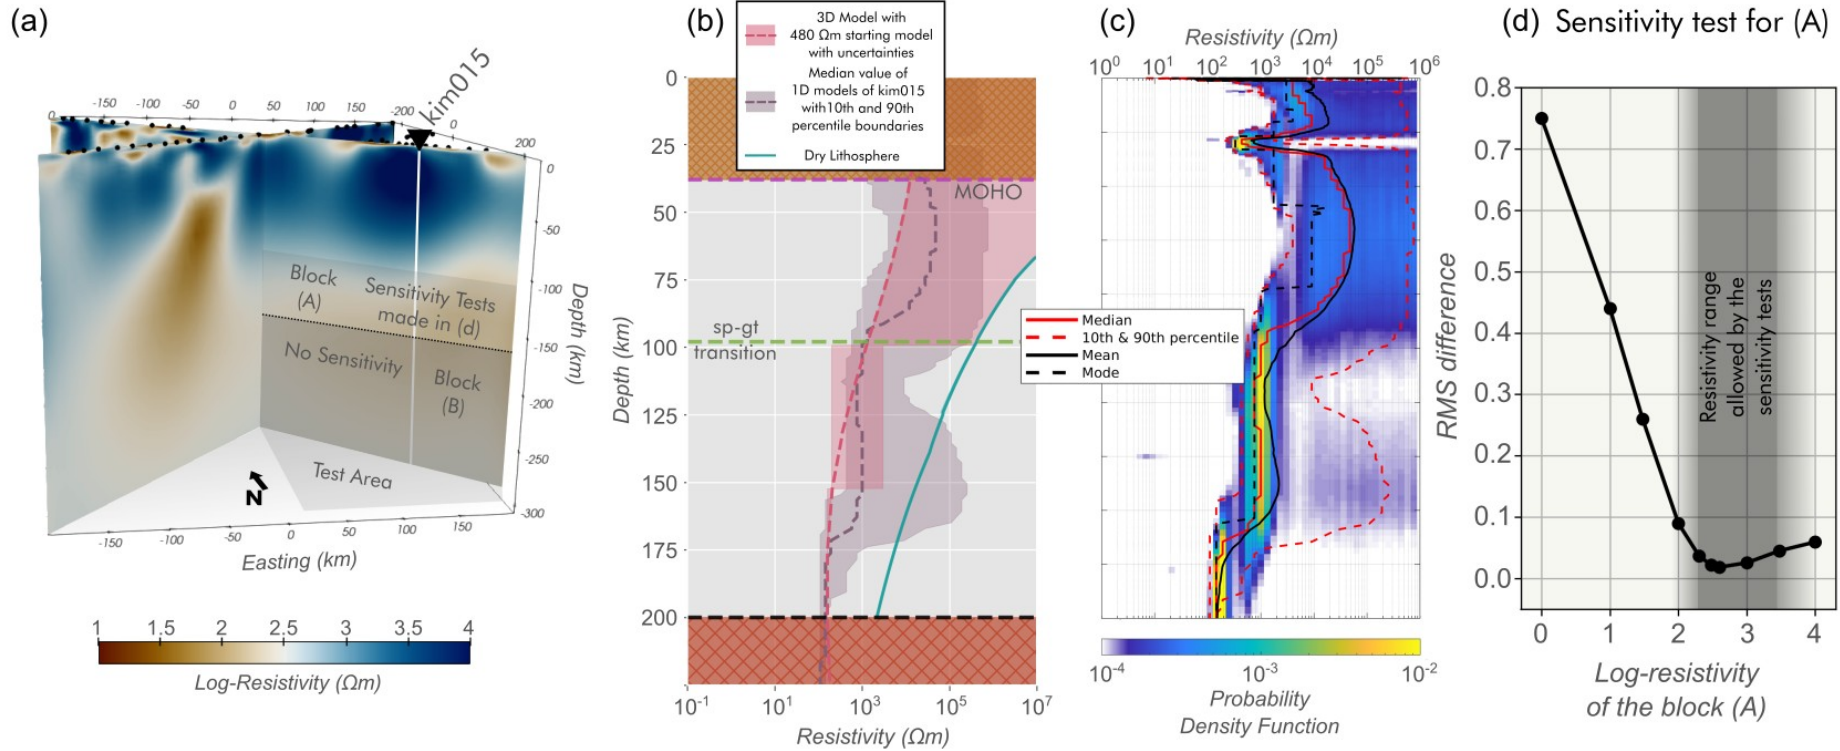 (a)
kim015
-150 -100 -50 0 50 100 150 -200 0 200
0
0
-50
-100
-150
-200
-250
-300
Depth (km)
Block
(A)
Sensitivity Tests
made in (d)
No Sensitivity
Block
(B)
Test Area
N
-150 -100 -50 0 50 100 150
Easting (km)
1 1.5 2 2.5 3 3.5 4
Log-Resistivity (Ωm)
(b)
3D Model with
480 Ωm starting model
with uncertainties
Median value of
1D models of kim015
with10th and 90th
percentile boundaries
Dry Lithosphere
0
25
50
75
100
125
150
175
200
Depth (km)
MOHO
sp-gt
transition
10-1 101 103 105 107
Resistivity (Ωm)
(c)
Resistivity (Ωm)
100 101 102 103 104 105 106
Median
10th & 90th percentile
Mean
Mode
10-4 10-3 10-2
Probability
Density Function
(d) Sensitivity test for (A)
0.8
0.7
0.6
0.5
0.4
0.3
0.2
0.1
0.0
RMS difference
Resistivity range
allowed by the
sensitivity tests
0 1 2 3 4
Log-resistivity
of the block (A)